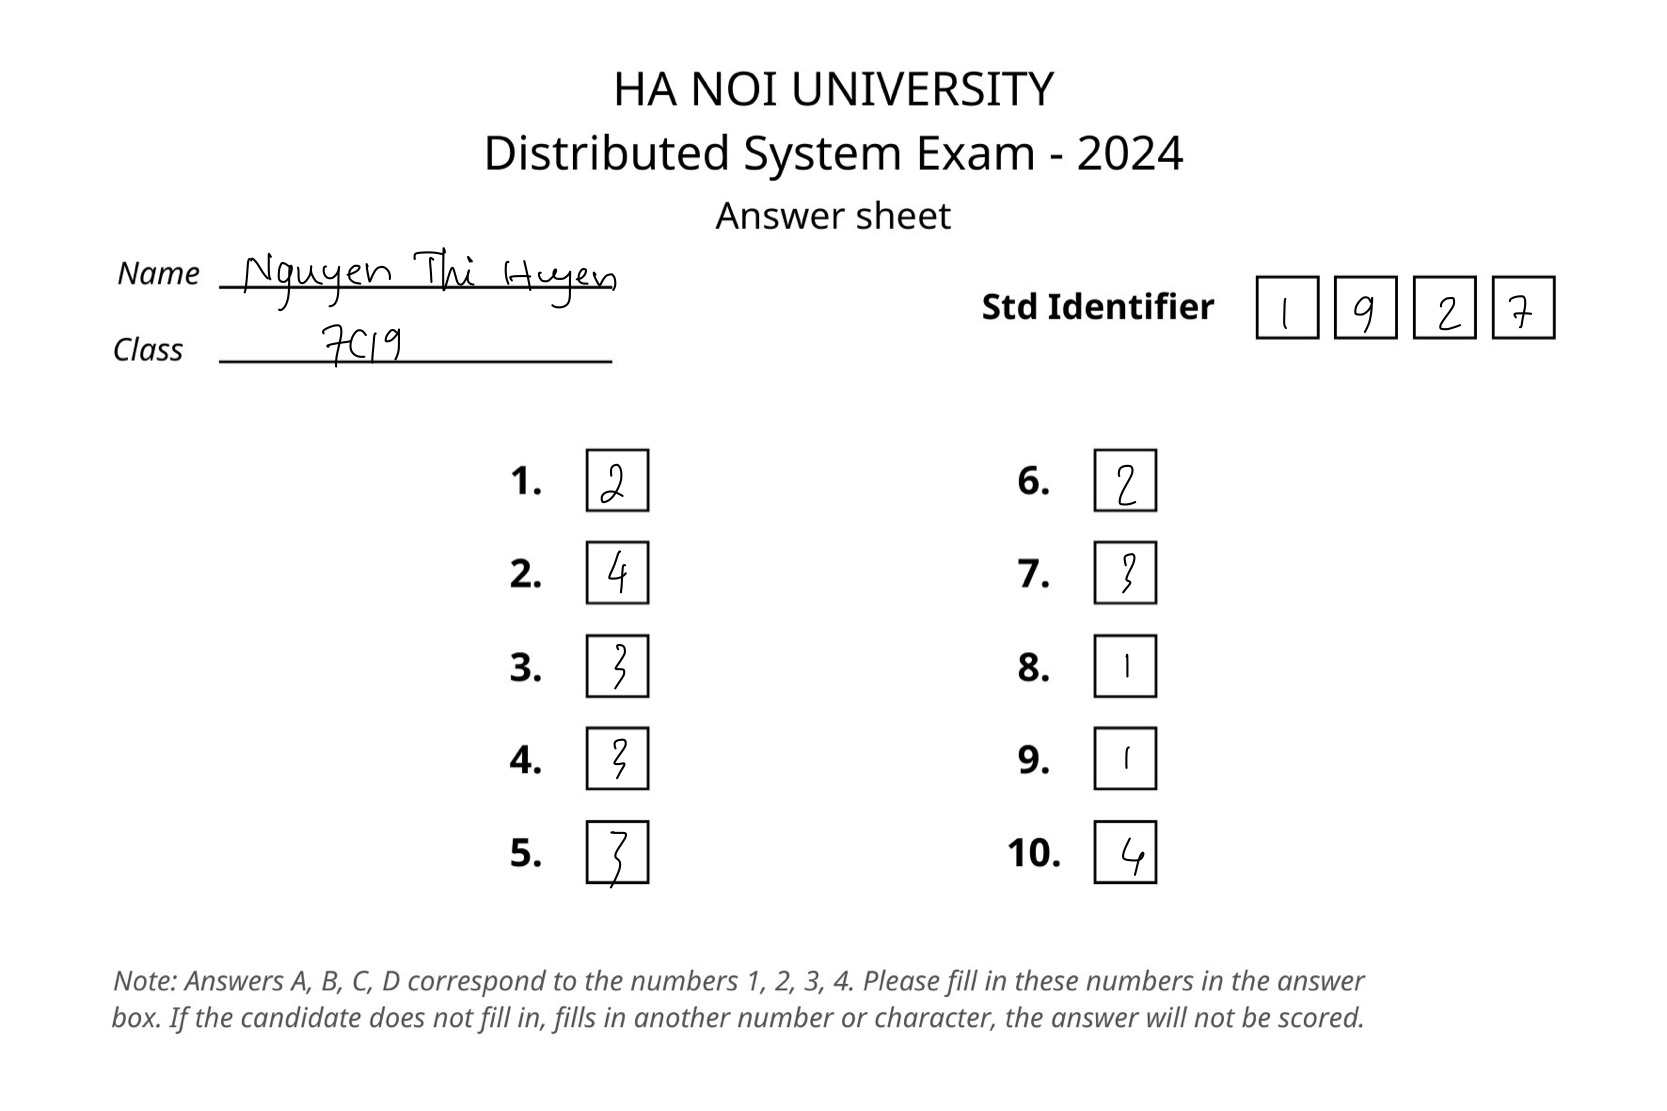 HA NOI UNIVERSITY
Distributed System Exam - 2024
Answer sheet
Name Nguyen Thi Huyen
Class 7C19
Std Identifier 1 9 2 7
1. 2
2. 4
3. 3
4. 3
5. 3
6. 2
7. 3
8. 1
9. 1
10. 4
Note: Answers A, B, C, D correspond to the numbers 1, 2, 3, 4. Please fill in these numbers in the answer
box. If the candidate does not fill in, fills in another number or character, the answer will not be scored.